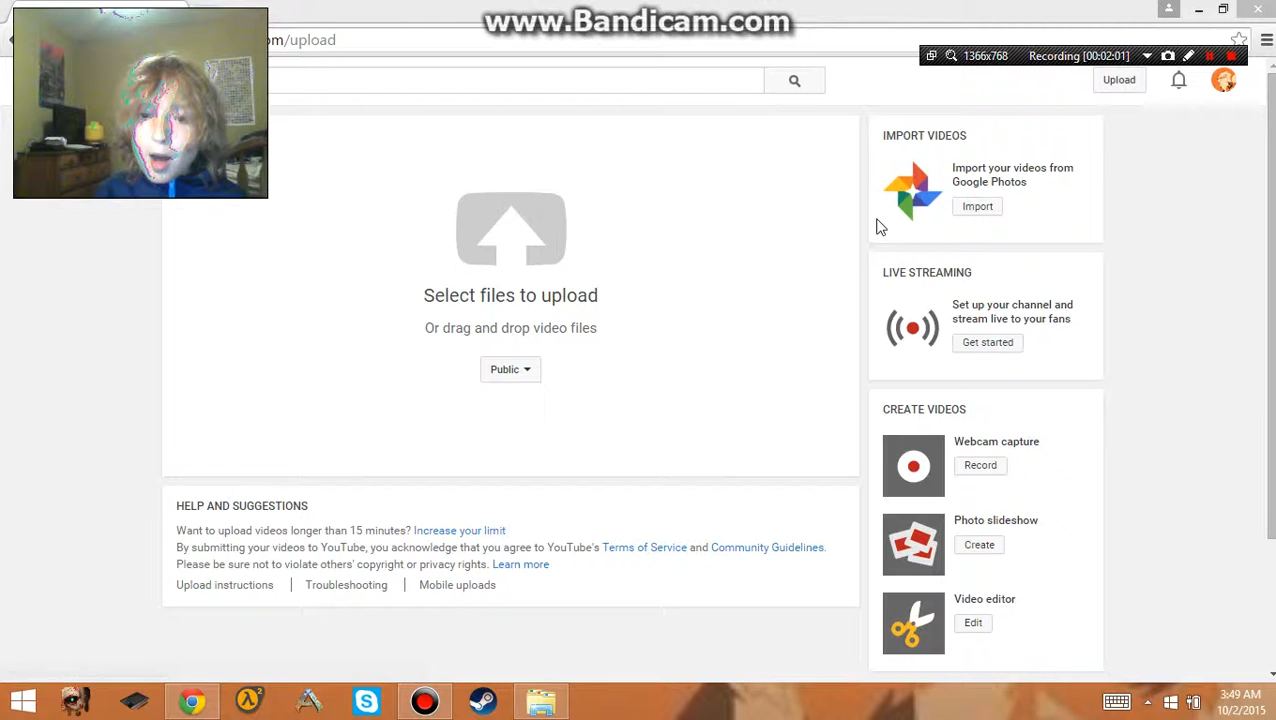 www.Bandicam.com
om/upload
1366x768
Recording [00:02:01]
Upload
Select files to upload
Or drag and drop video files
Public
IMPORT VIDEOS
Import your videos from
Google Photos
Import
LIVE STREAMING
Set up your channel and
stream live to your fans
Get started
CREATE VIDEOS
Webcam capture
Record
Photo slideshow
Create
Video editor
Edit
HELP AND SUGGESTIONS
Want to upload videos longer than 15 minutes? Increase your limit
By submitting your videos to YouTube, you acknowledge that you agree to YouTube's Terms of Service and Community Guidelines.
Please be sure not to violate others' copyright or privacy rights. Learn more
Upload instructions
Troubleshooting
Mobile uploads
3:49 AM
10/2/2015